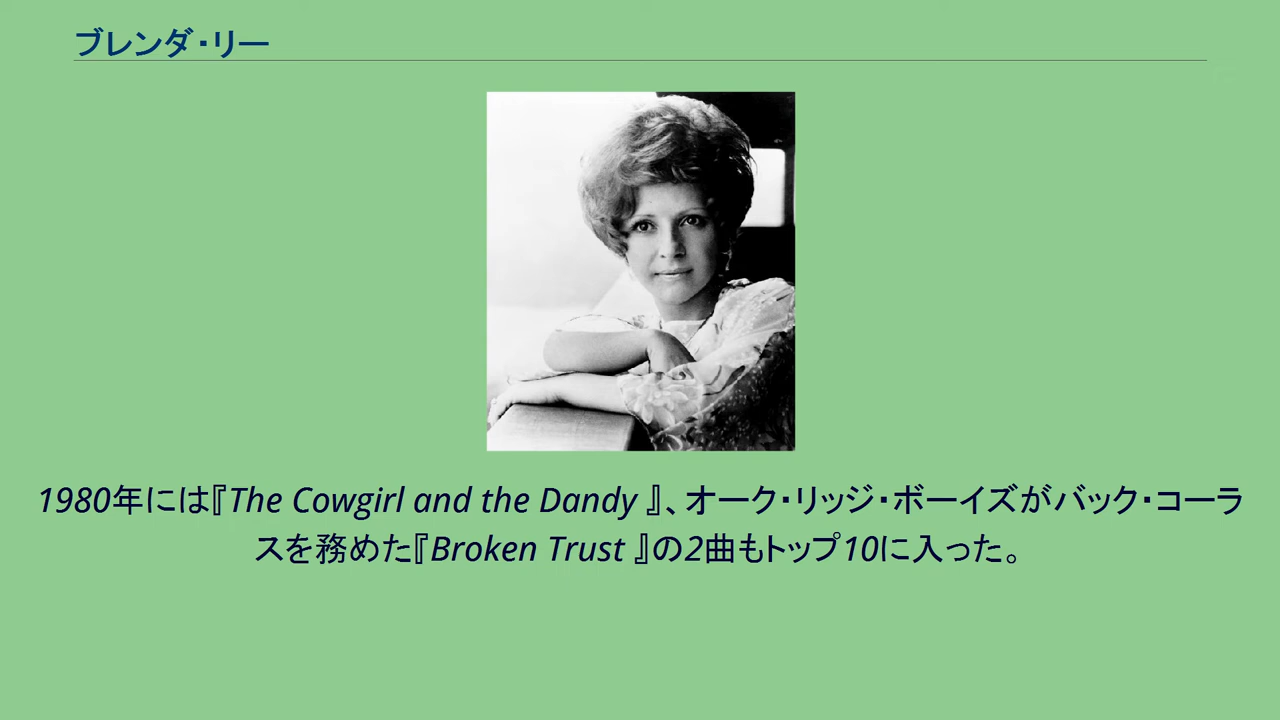 ブレンダ・リー
1980年には『The Cowgirl and the Dandy 』、オーク・リッジ・ボーイズがバック・コーラ
スを務めた『Broken Trust 』の2曲もトップ10に入った。